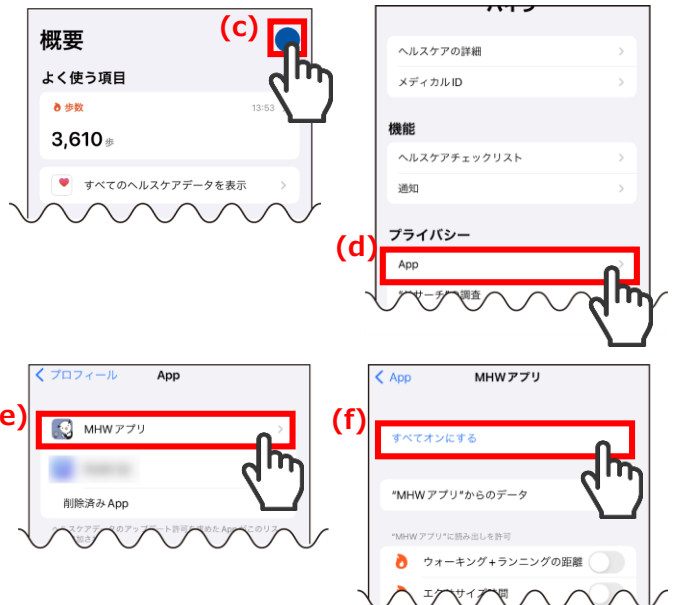 (c)
概要
よく使う項目
歩数
13:53
3,610 歩
すべてのヘルスケアデータを表示
ヘルスケアの詳細
メディカルID
機能
ヘルスケアチェックリスト
通知
プライバシー
(d)
App
プロフィール
App
e)
MHWアプリ
削除済みApp
App
MHWアプリ
(f)
すべてオンにする
"MHWアプリ"からのデータ
"MHWアプリ"に読み出しを許可
ウォーキング+ランニングの距離